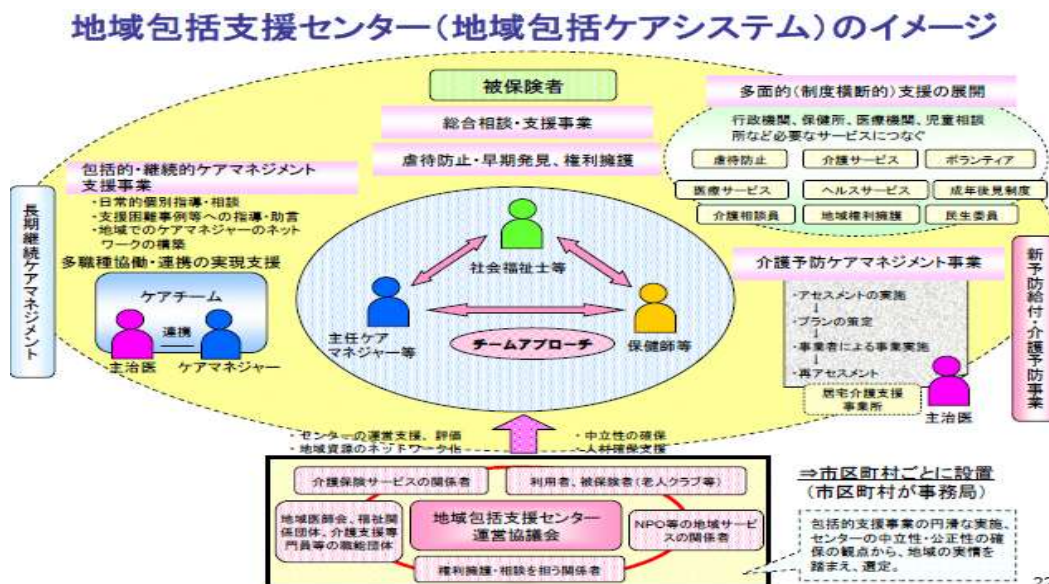 地域包括支援センター(地域包括ケアシステム)のイメージ
被保険者
総合相談・支援事業
虐待防止・早期発見、権利擁護
多面的(制度横断的)支援の展開
行政機関、保健所、医療機関、児童相談
所など必要なサービスにつなぐ
虐待防止
介護サービス
ボランティア
医療サービス
ヘルスサービス
成年後見制度
介護相談員
地域権利擁護
民生委員
包括的・継続的ケアマネジメント
支援事業
・日常的個別指導・相談
・支援困難事例等への指導・助言
・地域でのケアマネジャーのネット
ワークの構築
多職種協働・連携の実現支援
ケアチーム
連携
主治医
ケアマネジャー
長期継続ケアマネジメント
社会福祉士等
主任ケア
マネジャー等
チームアプローチ
保健師等
介護予防ケアマネジメント事業
・アセスメントの実施
↓
・プランの策定
↓
・事業者による事業実施
↓
・再アセスメント
居宅介護支援
事業所
主治医
新予防給付・介護予防事業
・センターの運営支援、評価
・地域資源のネットワーク化
・中立性の確保
・人材確保支援
介護保険サービスの関係者
利用者、被保険者(老人クラブ等)
地域医師会、福祉関
係団体、介護支援専
門員等の職能団体
地域包括支援センター
運営協議会
NPO等の地域サービ
スの関係者
権利擁護・相談を担う関係者
⇒市区町村ごとに設置
(市区町村が事務局)
包括的支援事業の円滑な実施、
センターの中立性・公正性の確
保の観点から、地域の実情を
踏まえ、選定。